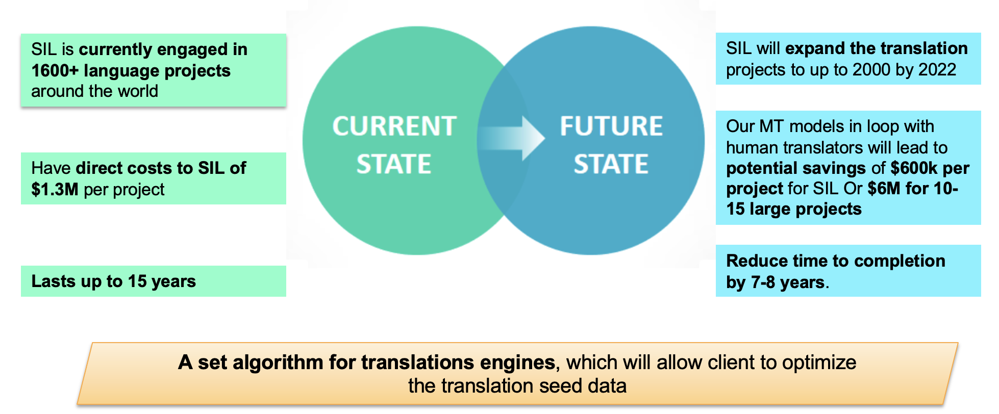 SIL is currently engaged in
1600+ language projects
around the world
Have direct costs to SIL of
$1.3M per project
Lasts up to 15 years
CURRENT
STATE
FUTURE
STATE
SIL will expand the translation
projects to up to 2000 by 2022
Our MT models in loop with
human translators will lead to
potential savings of $600k per
project for SIL Or $6M for 10-
15 large projects
Reduce time to completion
by 7-8 years.
A set algorithm for translations engines, which will allow client to optimize
the translation seed data